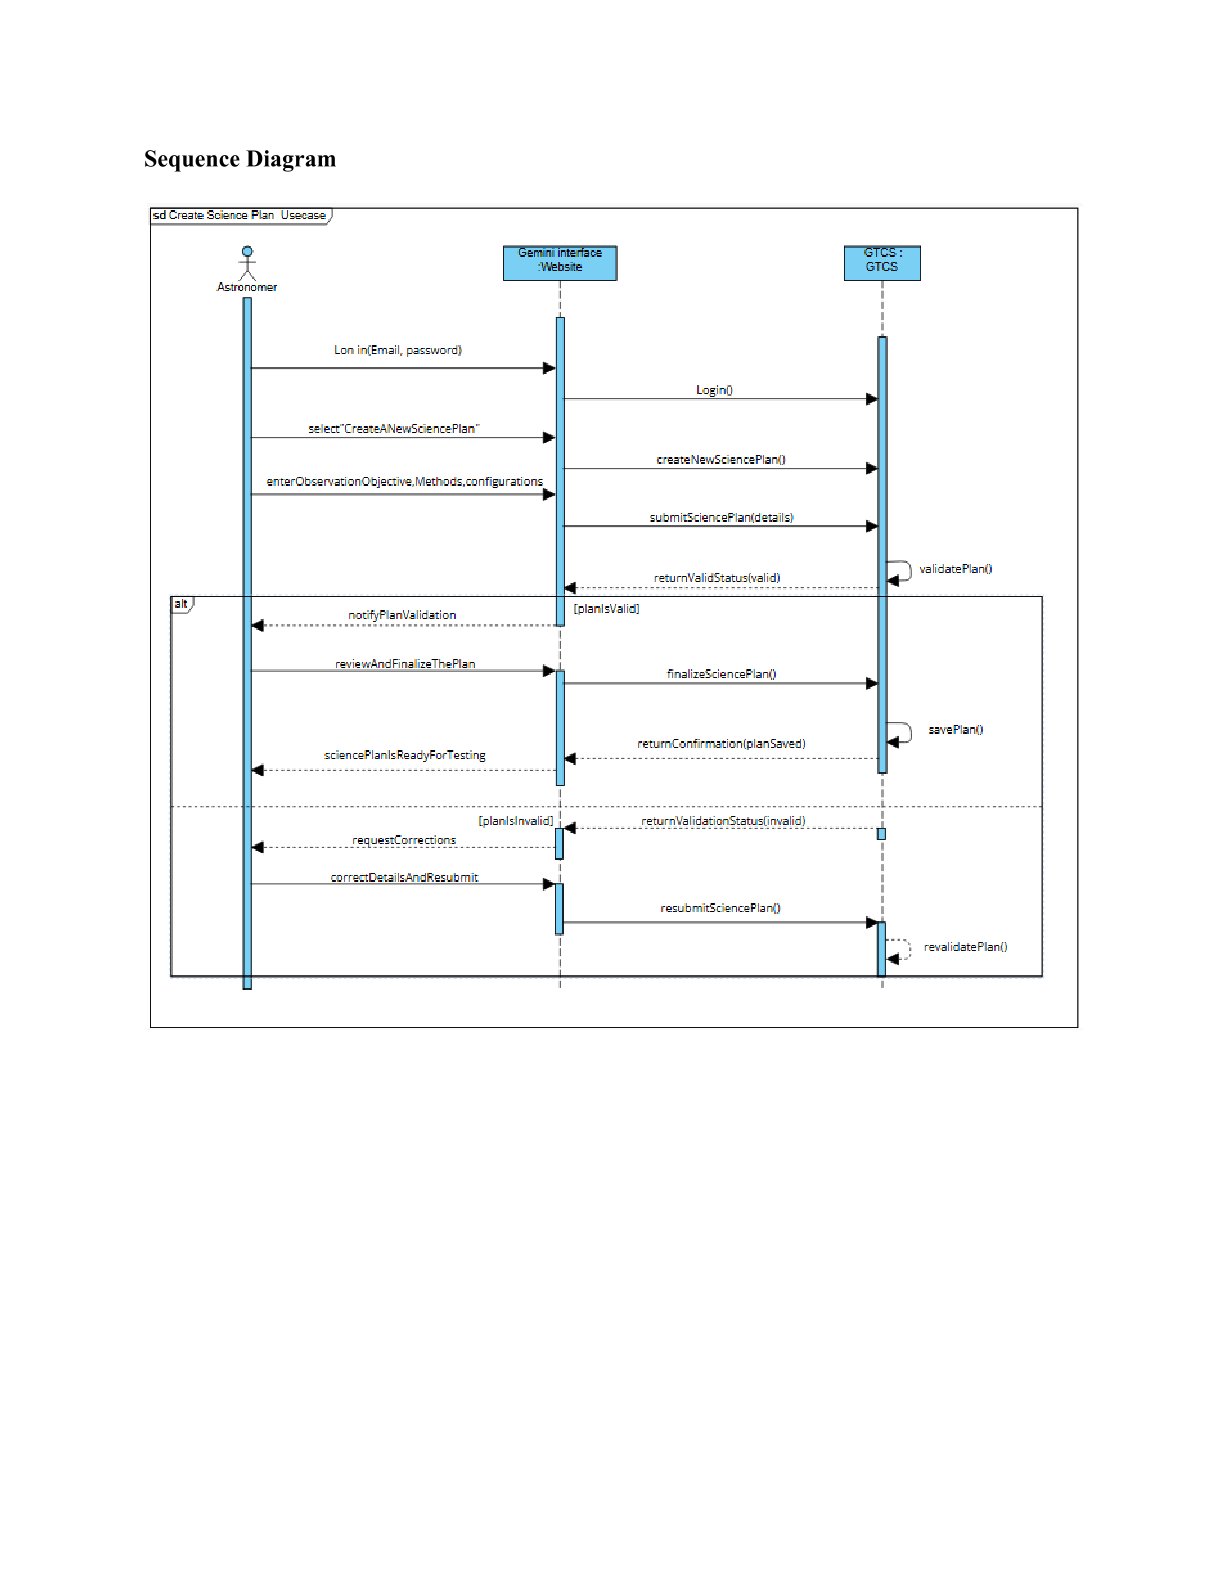 Sequence Diagram
sd Create Science Plan Usecase
Gemini interface
:Website
GTCS :
GTCS
Astronomer
Lon in(Email, password)
Login()
select"CreateANewSciencePlan"
createNewSciencePlan()
enterObservationObjective,Methods,configurations
submitSciencePlan(details)
validatePlan()
returnValidStatus(valid)
alt
[planIsValid]
notifyPlanValidation
reviewAndFinalizeThePlan
finalizeSciencePlan()
savePlan()
returnConfirmation(planSaved)
sciencePlanIsReadyForTesting
[planIsInvalid]
returnValidationStatus(invalid)
requestCorrections
correctDetailsAndResubmit
resubmitSciencePlan()
revalidatePlan()